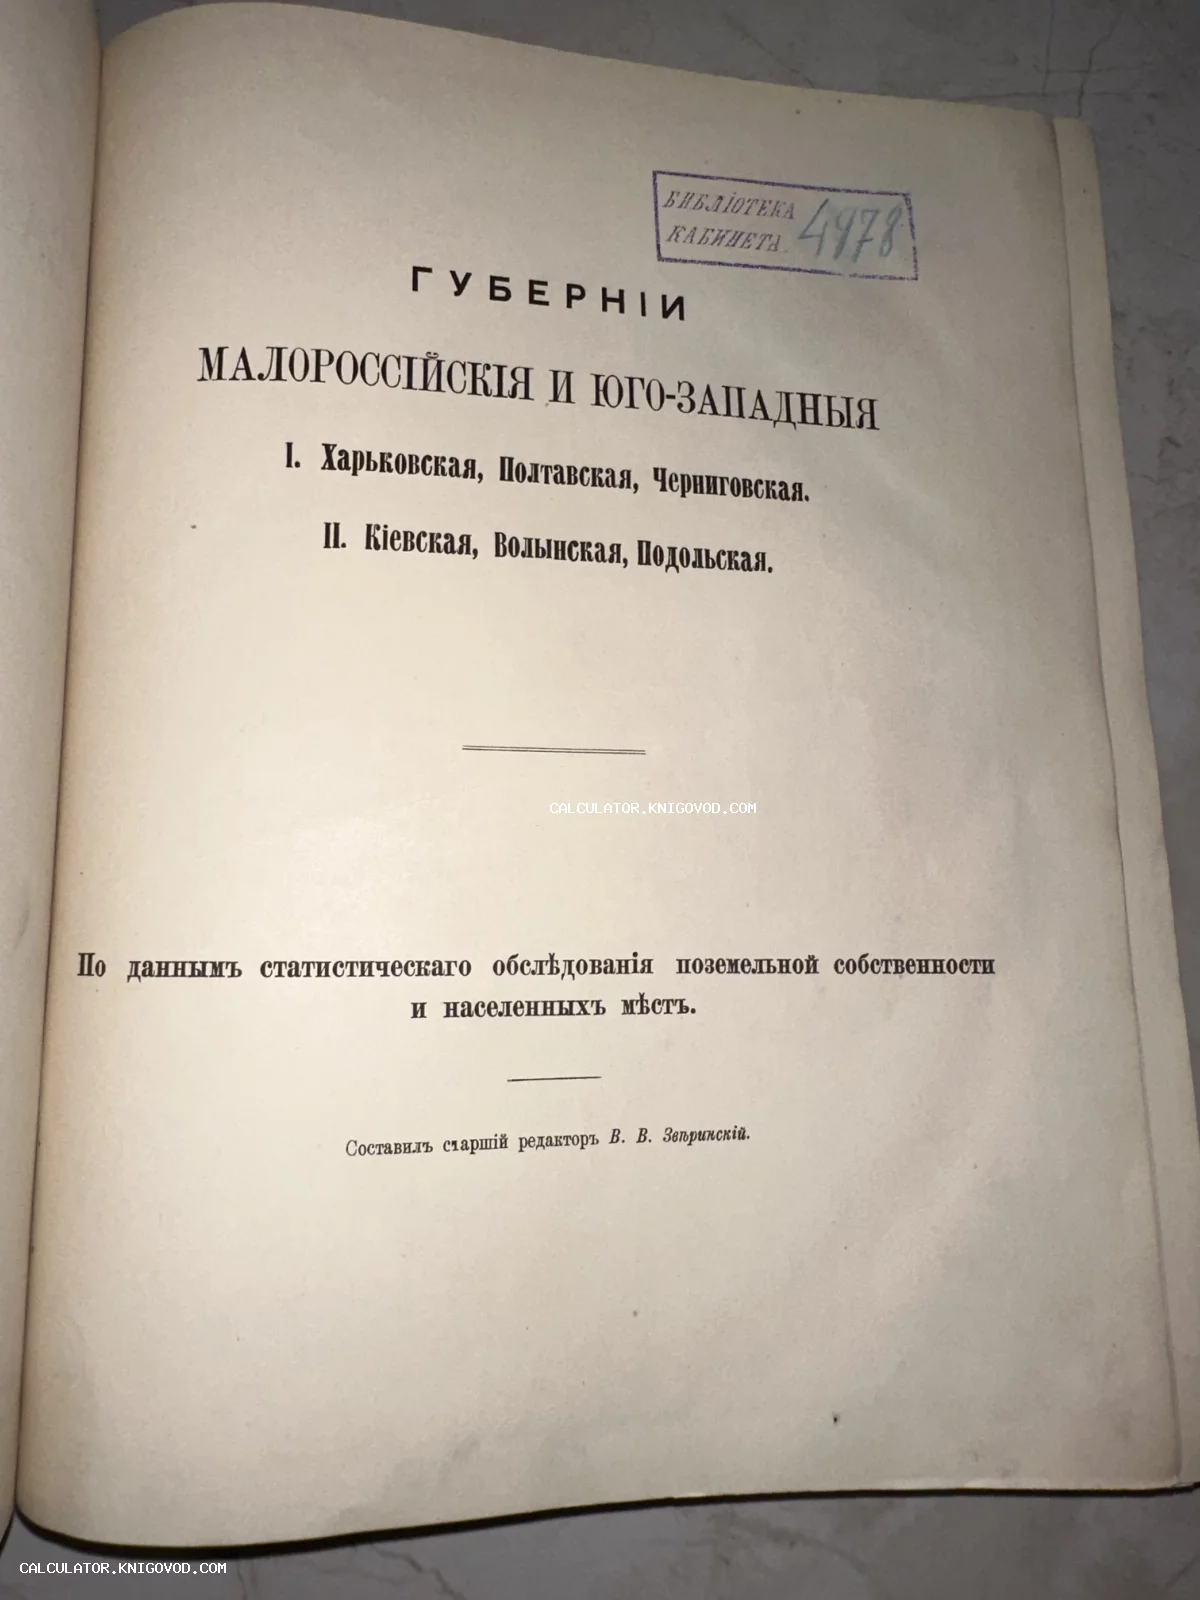 БИБЛІОТЕКА
КАБИНЕТА
4978
ГУБЕРНІИ
МАЛОРОССІЙСКІЯ И ЮГО-ЗАПАДНЫЯ
I. Харьковская, Полтавская, Черниговская.
II. Кіевская, Волынская, Подольская.
CALCULATOR.KNIGOVOD.COM
По даннымъ статистическаго обслѣдованія поземельной собственности
и населенныхъ мѣстъ.
Составилъ старшій редакторъ В. В. Звѣринскій.
CALCULATOR.KNIGOVOD.COM